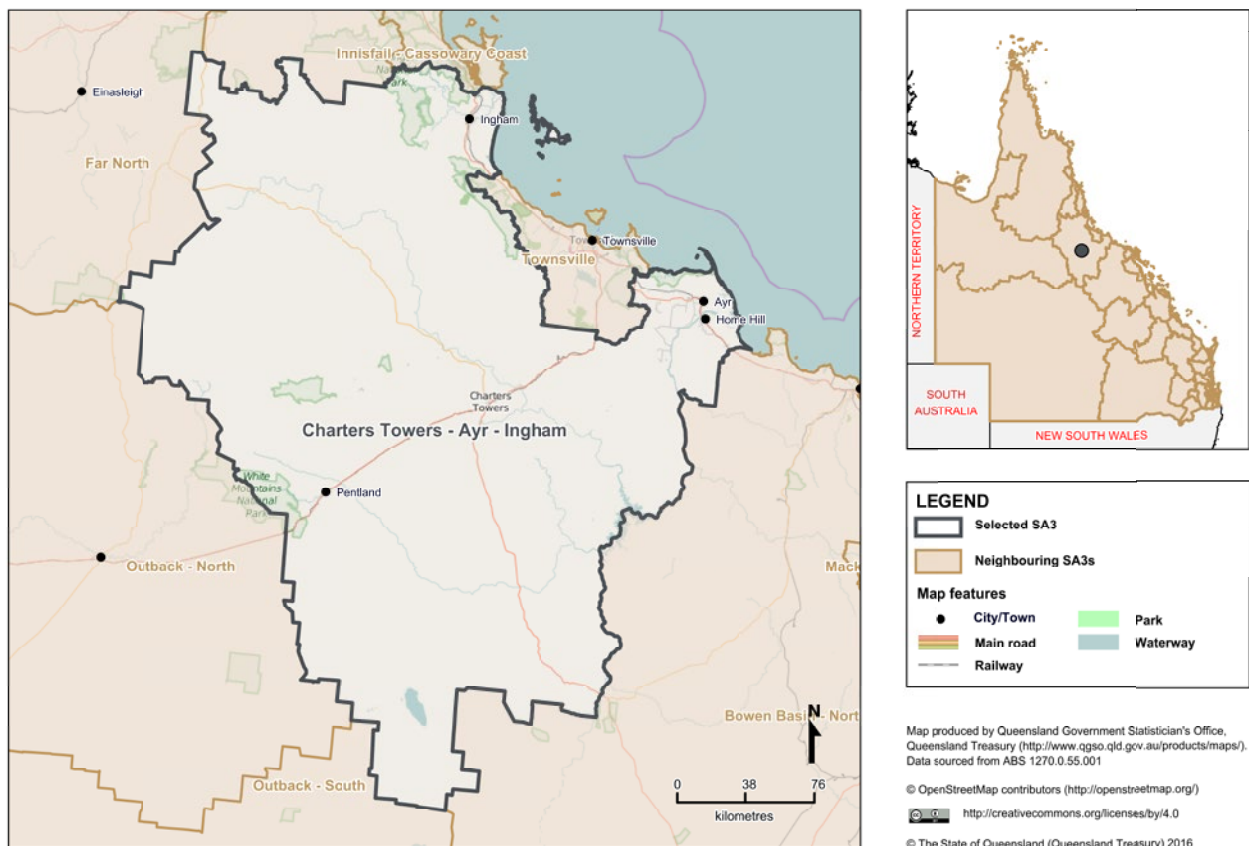 Innisfail - Cassowary Coast
Park
Einasleigh
Ingham
Far North
Townsville
Townsville
Ayr
Home Hill
Charters
Towers
Charters Towers - Ayr - Ingham
White
Mountains
National
Park
Pentland
Outback - North
Mack
Bowen Basin - North
N
Outback - South
0 38 76
kilometres
NORTHERN TERRITORY
SOUTH
AUSTRALIA
NEW SOUTH WALES
LEGEND
Selected SA3
Neighbouring SA3s
Map features
City/Town
Park
Main road
Waterway
Railway
Map produced by Queensland Government Statistician's Office,
Queensland Treasury (http://www.qgso.qld.gov.au/products/maps/).
Data sourced from ABS 1270.0.55.001
© OpenStreetMap contributors (http://openstreetmap.org/)
http://creativecommons.org/licenses/by/4.0
© The State of Queensland (Queensland Treasury) 2016